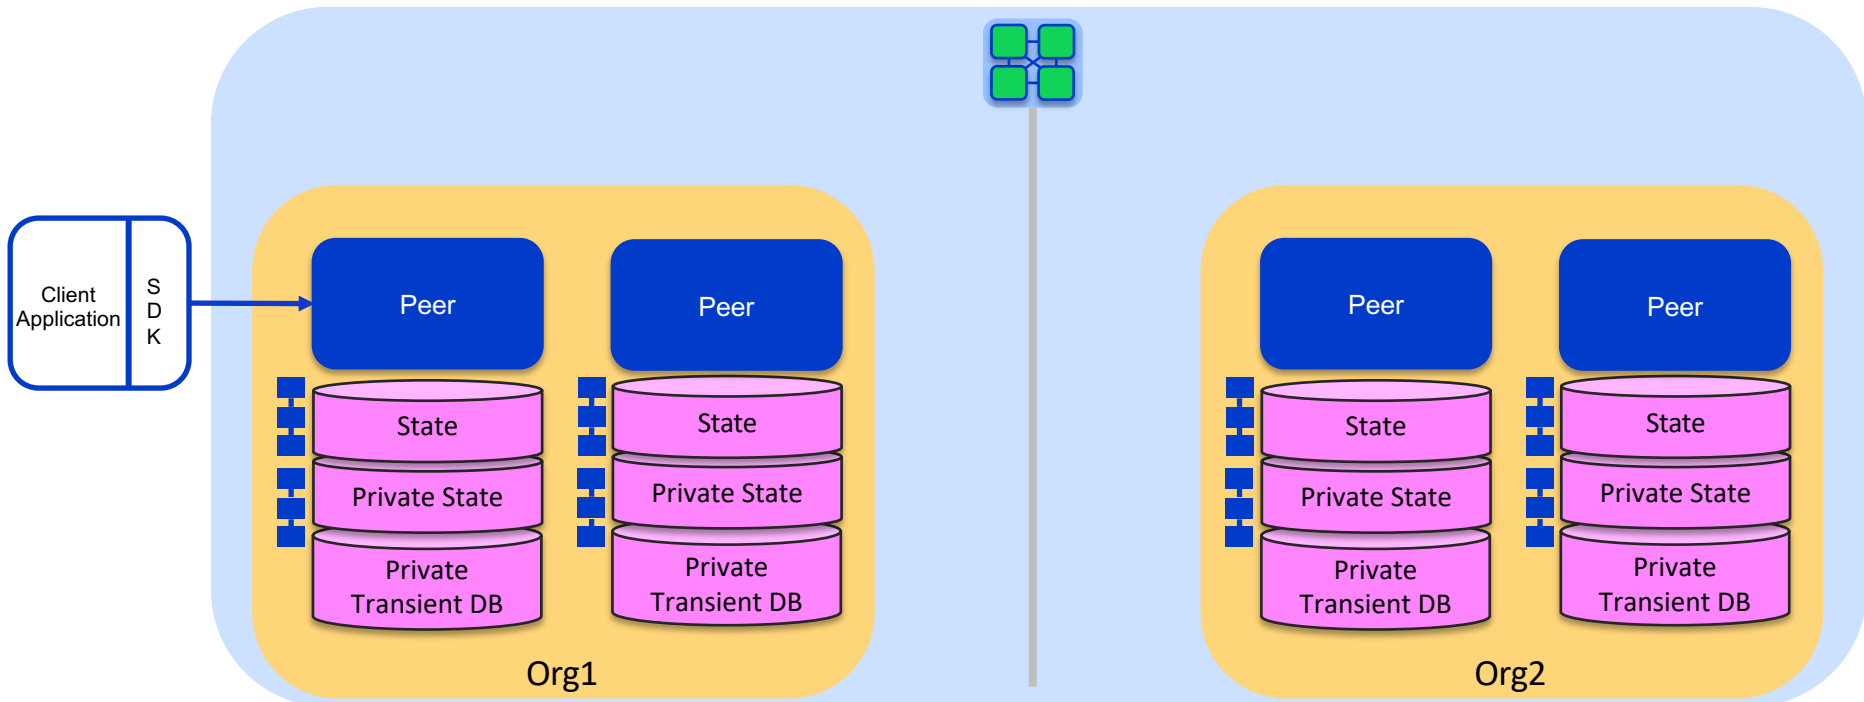 Client
Application
S
D
K
Peer
State
Private State
Private
Transient DB
Peer
State
Private State
Private
Transient DB
Org1
Peer
State
Private State
Private
Transient DB
Peer
State
Private State
Private
Transient DB
Org2